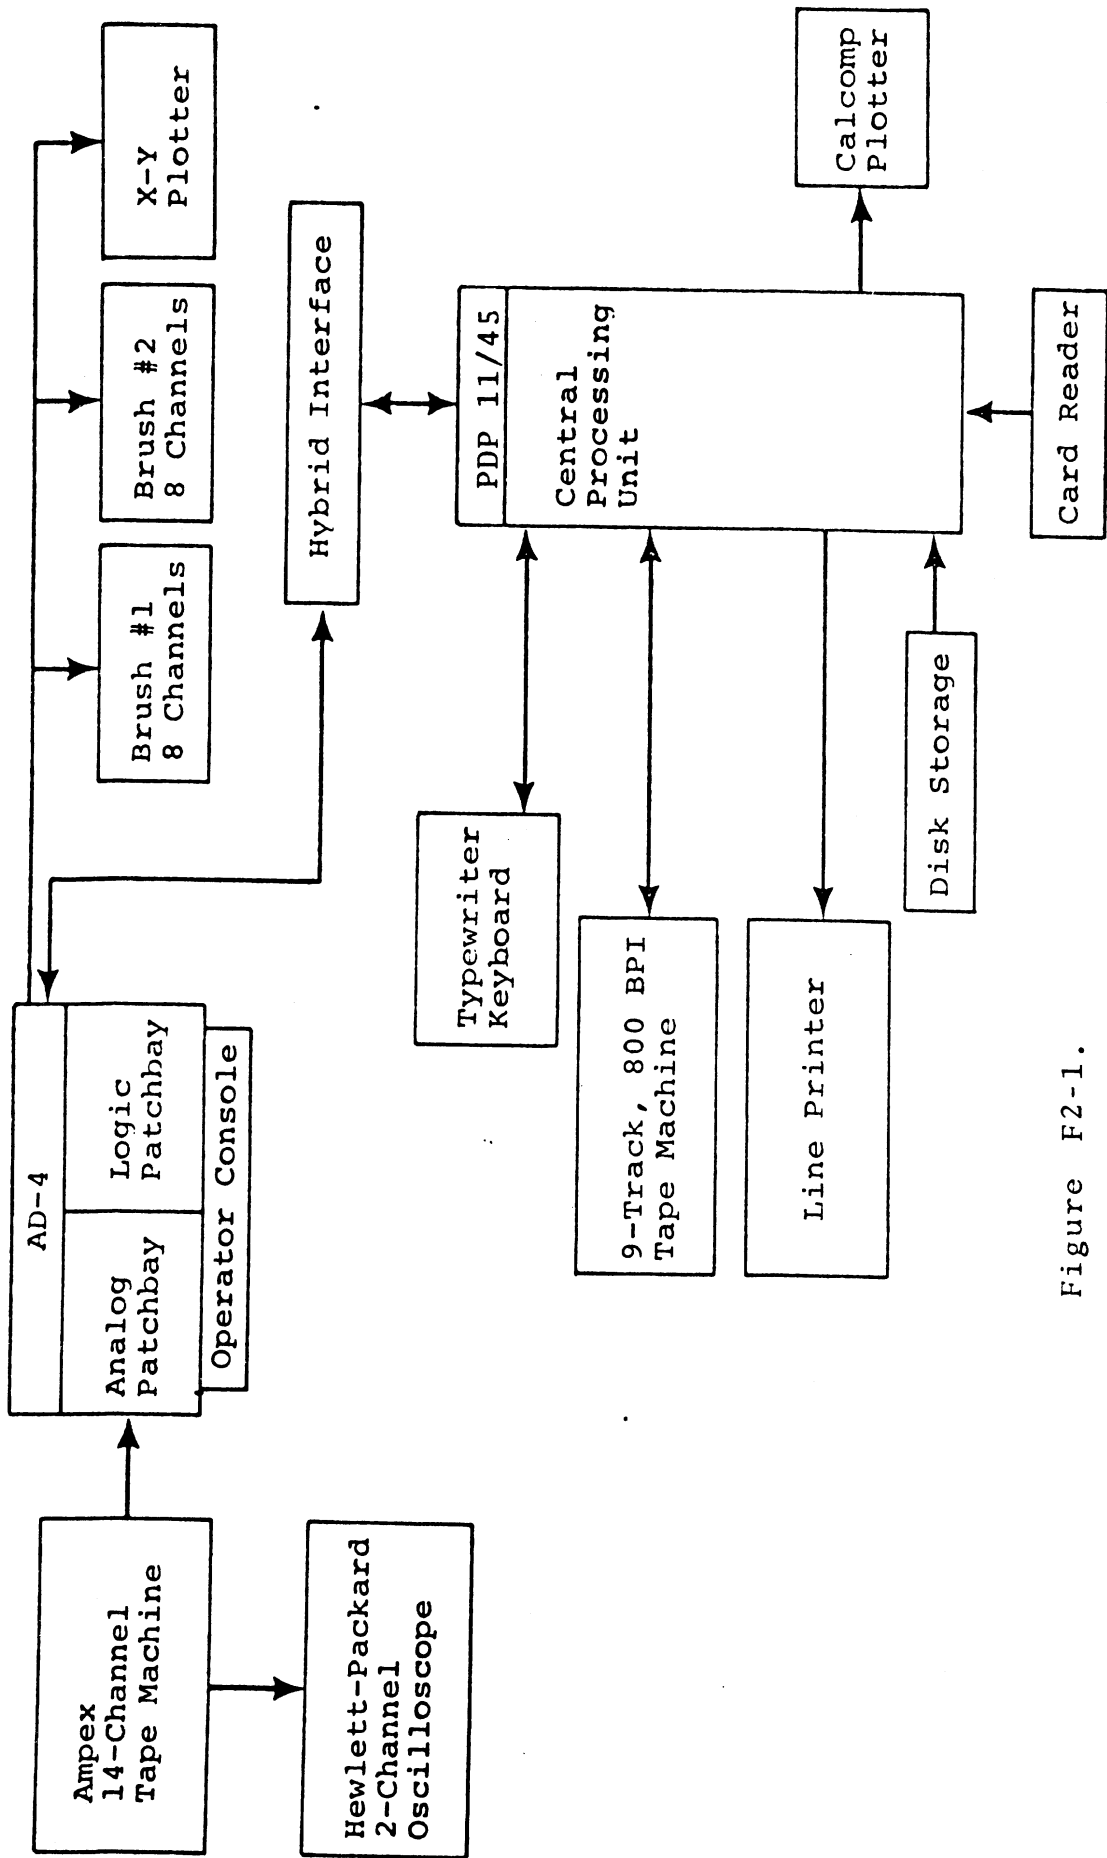 Ampex
14-Channel
Tape Machine
Hewlett-Packard
2-Channel
Oscilloscope
AD-4
Analog
Patchbay
Logic
Patchbay
Operator Console
Brush #1
8 Channels
Brush #2
8 Channels
X-Y
Plotter
Hybrid Interface
PDP 11/45
Central
Processing
Unit
Typewriter
Keyboard
9-Track, 800 BPI
Tape Machine
Line Printer
Disk Storage
Card Reader
Calcomp
Plotter
Figure F2-1.